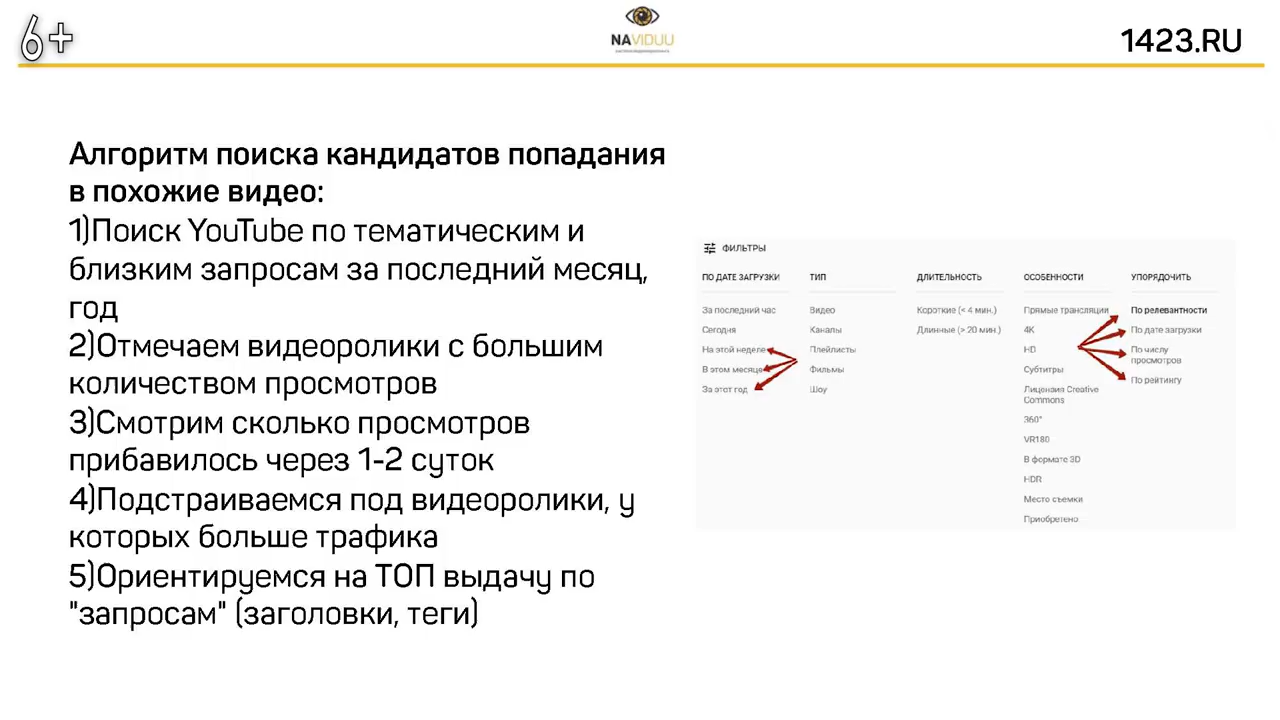 6+
NAVIDUU
1423.RU
Алгоритм поиска кандидатов попадания
в похожие видео:
1)Поиск YouTube по тематическим и
близким запросам за последний месяц,
год
2)Отмечаем видеоролики с большим
количеством просмотров
3)Смотрим сколько просмотров
прибавилось через 1-2 суток
4)Подстраиваемся под видеоролики, у
которых больше трафика
5)Ориентируемся на ТОП выдачу по
"запросам" (заголовки, теги)
ФИЛЬТРЫ
ПО ДАТЕ ЗАГРУЗКИ
За последний час
Сегодня
На этой неделе
В этом месяце
За этот год
ТИП
Видео
Каналы
Плейлисты
Фильмы
Шоу
ДЛИТЕЛЬНОСТЬ
Короткие (< 4 мин.)
Длинные (> 20 мин.)
ОСОБЕННОСТИ
Прямые трансляции
4K
HD
Субтитры
Лицензия Creative
Commons
360°
VR180
В формате 3D
HDR
Место съемки
Приобретено
УПОРЯДОЧИТЬ
По релевантности
По дате загрузки
По числу
просмотров
По рейтингу